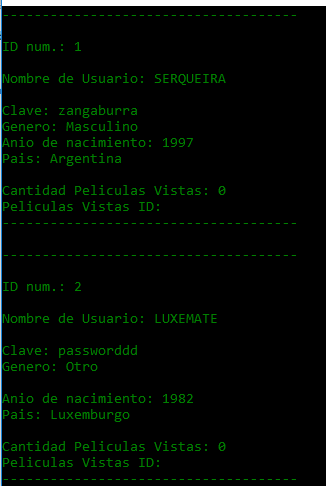 ------------------------------------
ID num.: 1
Nombre de Usuario: SERQUEIRA
Clave: zangaburra
Genero: Masculino
Anio de nacimiento: 1997
Pais: Argentina
Cantidad Peliculas Vistas: 0
Peliculas Vistas ID:
------------------------------------
------------------------------------
ID num.: 2
Nombre de Usuario: LUXEMATE
Clave: passworddd
Genero: Otro
Anio de nacimiento: 1982
Pais: Luxemburgo
Cantidad Peliculas Vistas: 0
Peliculas Vistas ID:
------------------------------------